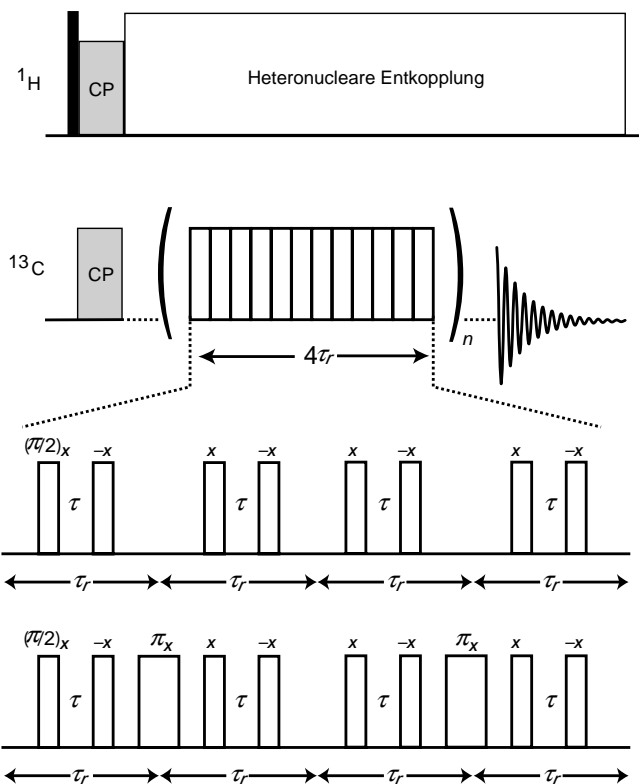 ¹H
CP
Heteronucleare Entkopplung
¹³C
CP
n
4τr
(π/2)x –x x –x x –x x –x
τ τ τ τ
τr τr τr τr
(π/2)x –x πx x –x x –x πx x –x
τ τ τ τ
τr τr τr τr